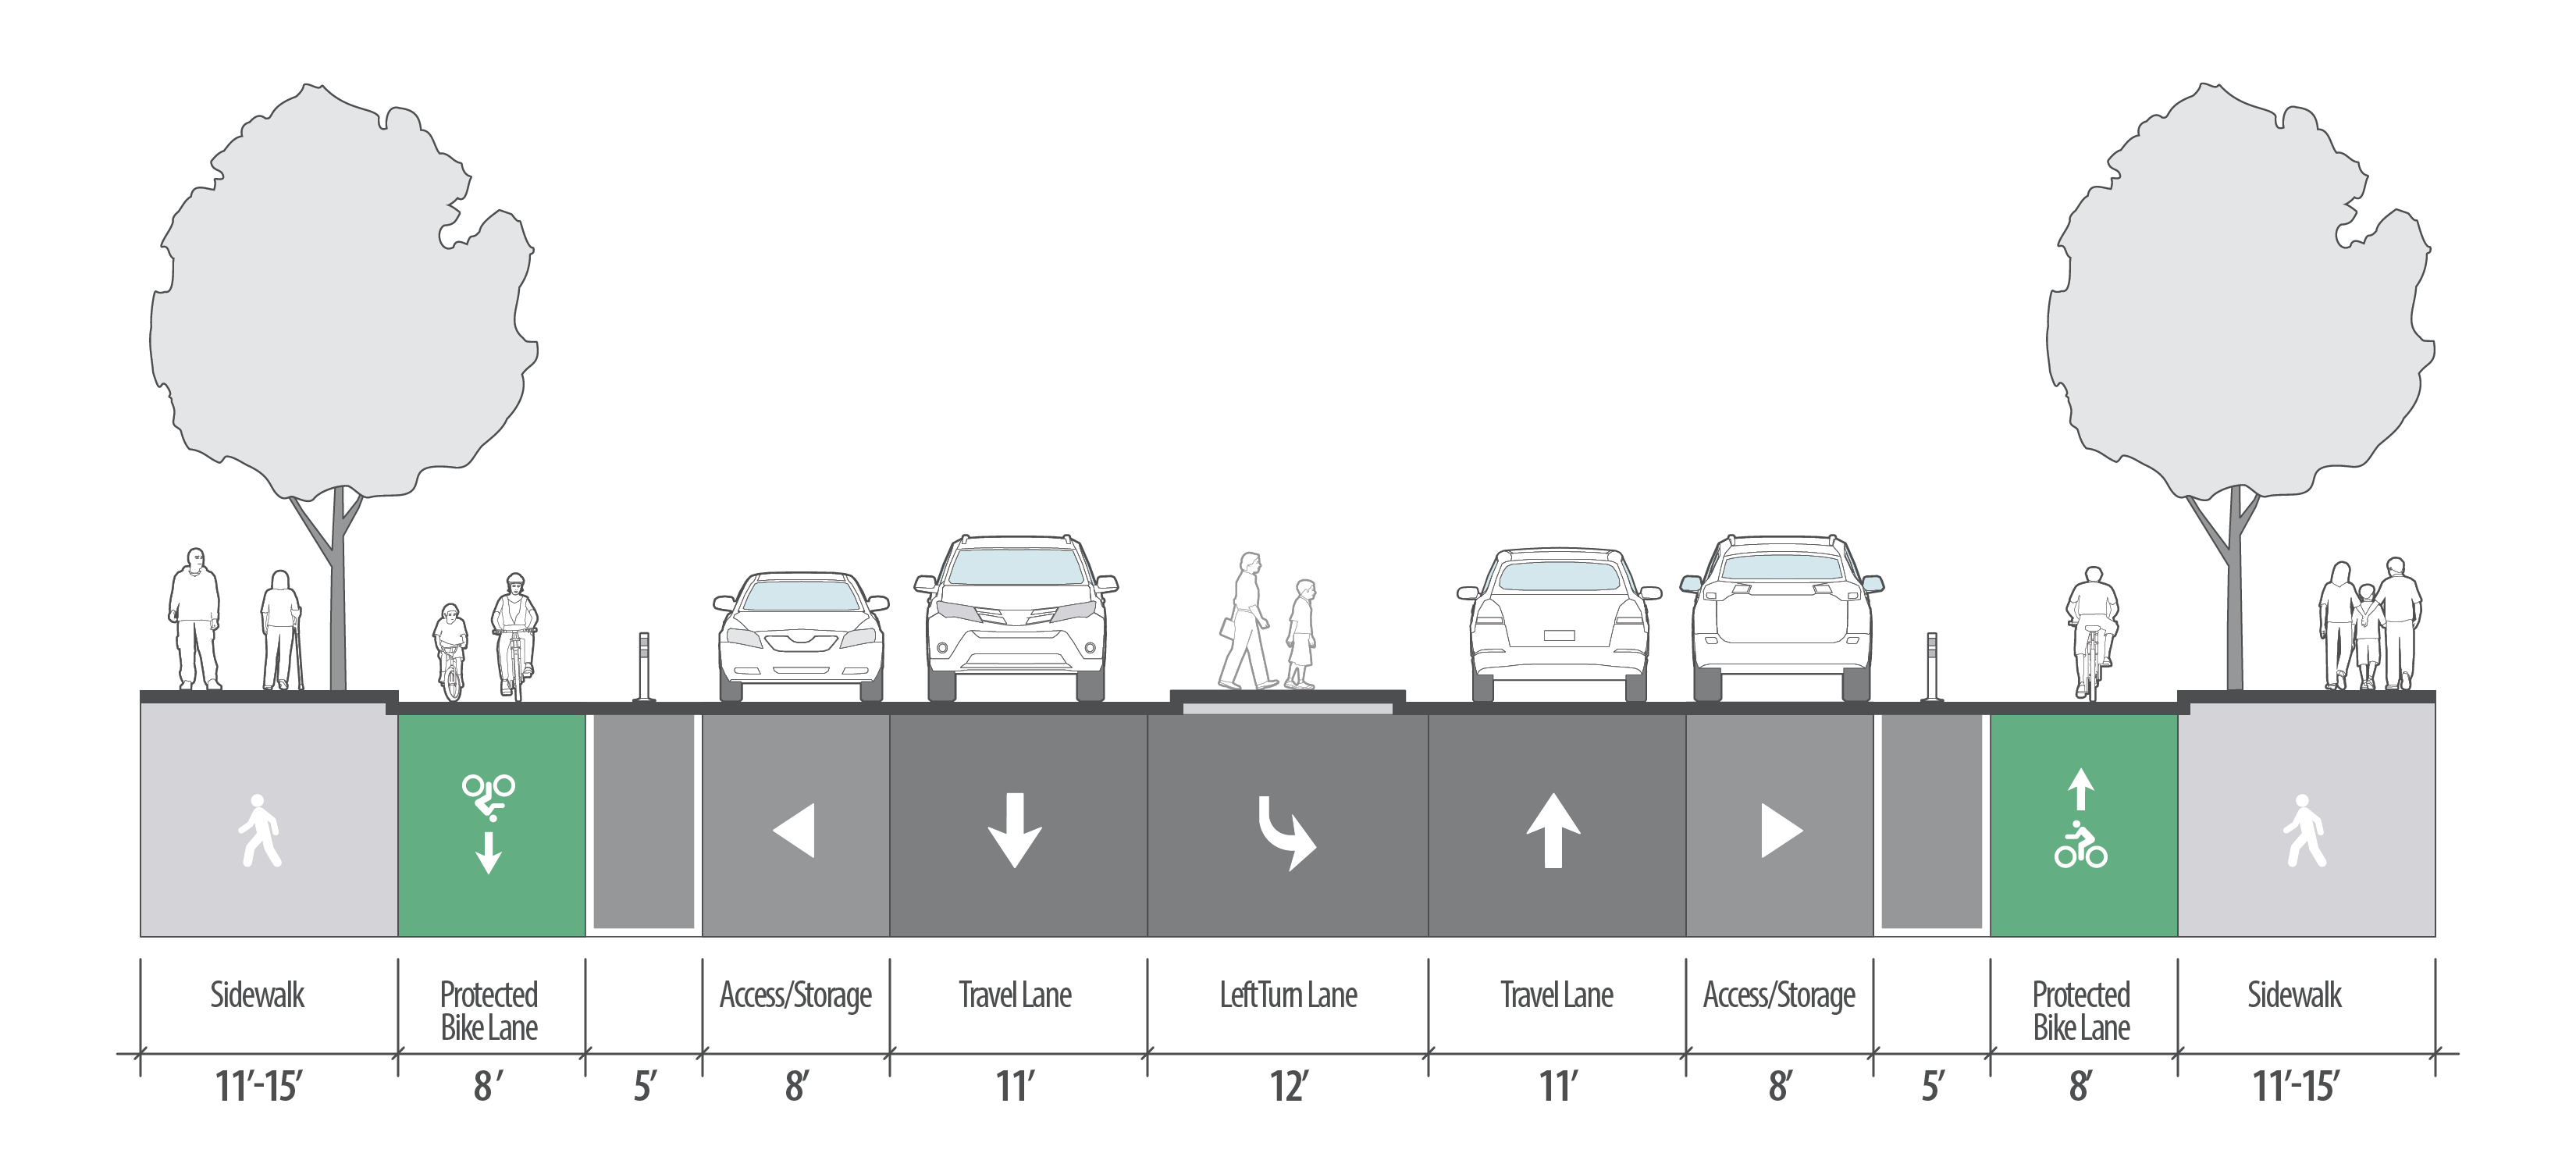 Sidewalk
Protected
Bike Lane
Access/Storage
Travel Lane
Left Turn Lane
Travel Lane
Access/Storage
Protected
Bike Lane
Sidewalk
11'-15'
8'
5'
8'
11'
12'
11'
8'
5'
8'
11'-15'